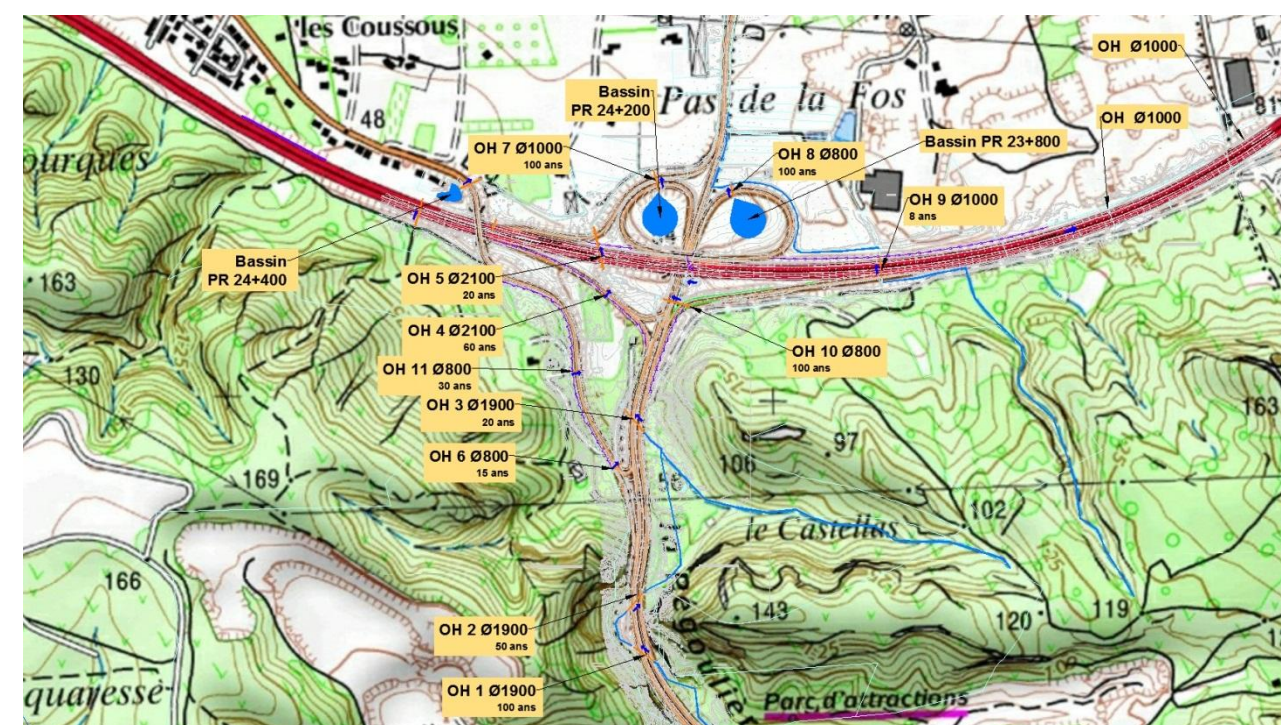 les Coussous
OH Ø1000
Bassin
PR 24+200
Pas de la Fos
48
81
OH Ø1000
OH 7 Ø1000
100 ans
OH 8 Ø800
100 ans
Bassin PR 23+800
ourquès
OH 9 Ø1000
8 ans
Bassin
PR 24+400
163
OH 5 Ø2100
20 ans
OH 4 Ø2100
60 ans
OH 10 Ø800
100 ans
130
OH 11 Ø800
30 ans
OH 3 Ø1900
20 ans
163
97
106
OH 6 Ø800
15 ans
169
102
le Castellas
166
143
120
119
OH 2 Ø1900
50 ans
OH 1 Ø1900
100 ans
quaresse
Parc d'attractions